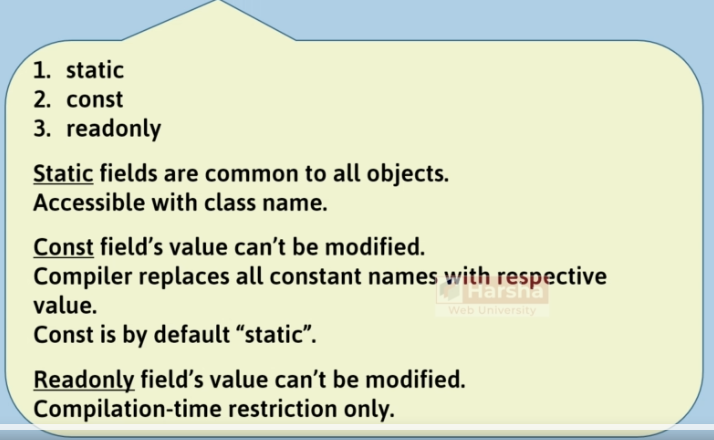 1. static
2. const
3. readonly
Static fields are common to all objects.
Accessible with class name.
Const field's value can't be modified.
Compiler replaces all constant names with respective
value.
Harsha
Web University
Const is by default “static”.
Readonly field's value can't be modified.
Compilation-time restriction only.